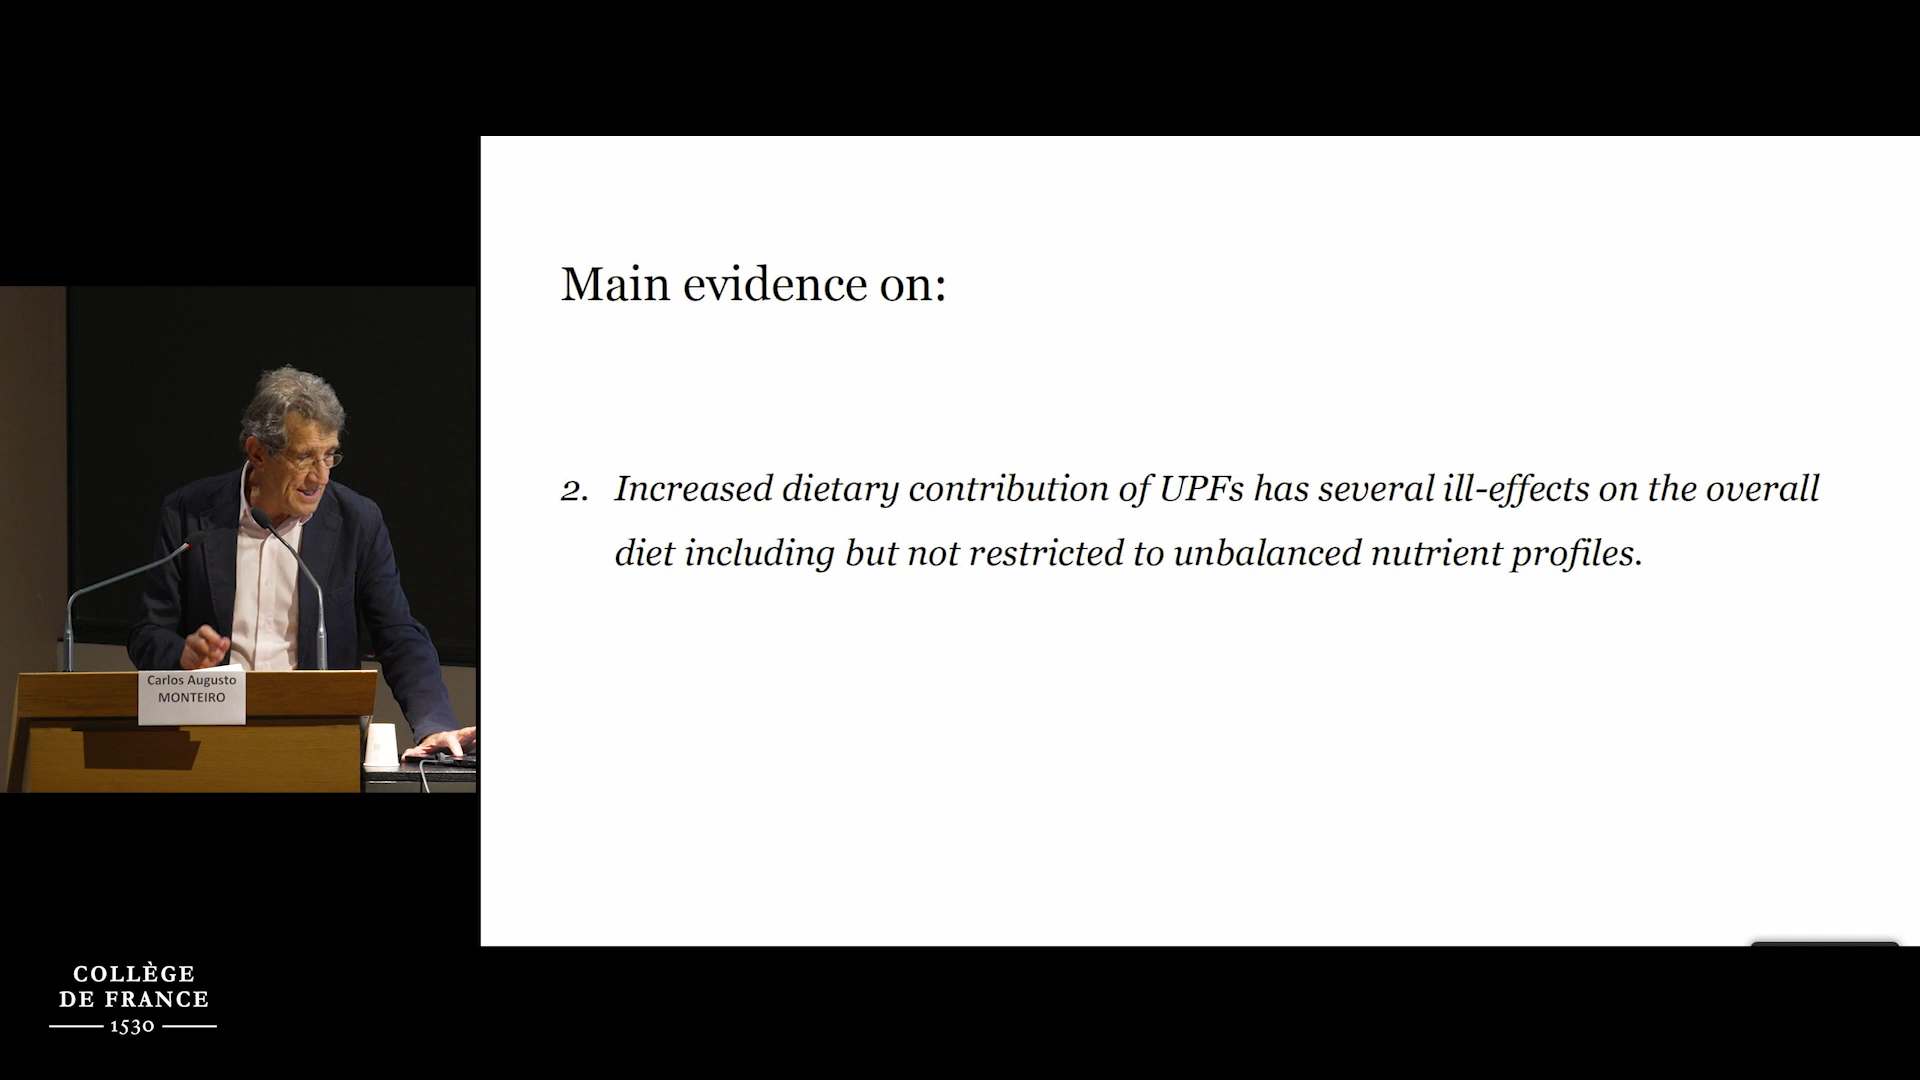 Main evidence on:
2. Increased dietary contribution of UPFs has several ill-effects on the overall
diet including but not restricted to unbalanced nutrient profiles.
Carlos Augusto
MONTEIRO
COLLÈGE
DE FRANCE
1530